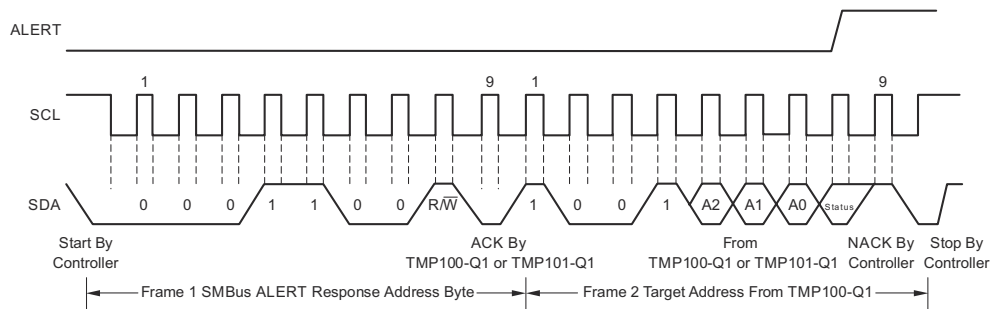 ALERT
1 9 1 9
SCL
SDA 0 0 0 1 1 0 0 R/W 1 0 0 1 A2 A1 A0 Status
Start By Controller
ACK By TMP100-Q1 or TMP101-Q1
From TMP100-Q1 or TMP101-Q1
NACK By Controller
Stop By Controller
Frame 1 SMBus ALERT Response Address Byte
Frame 2 Target Address From TMP100-Q1